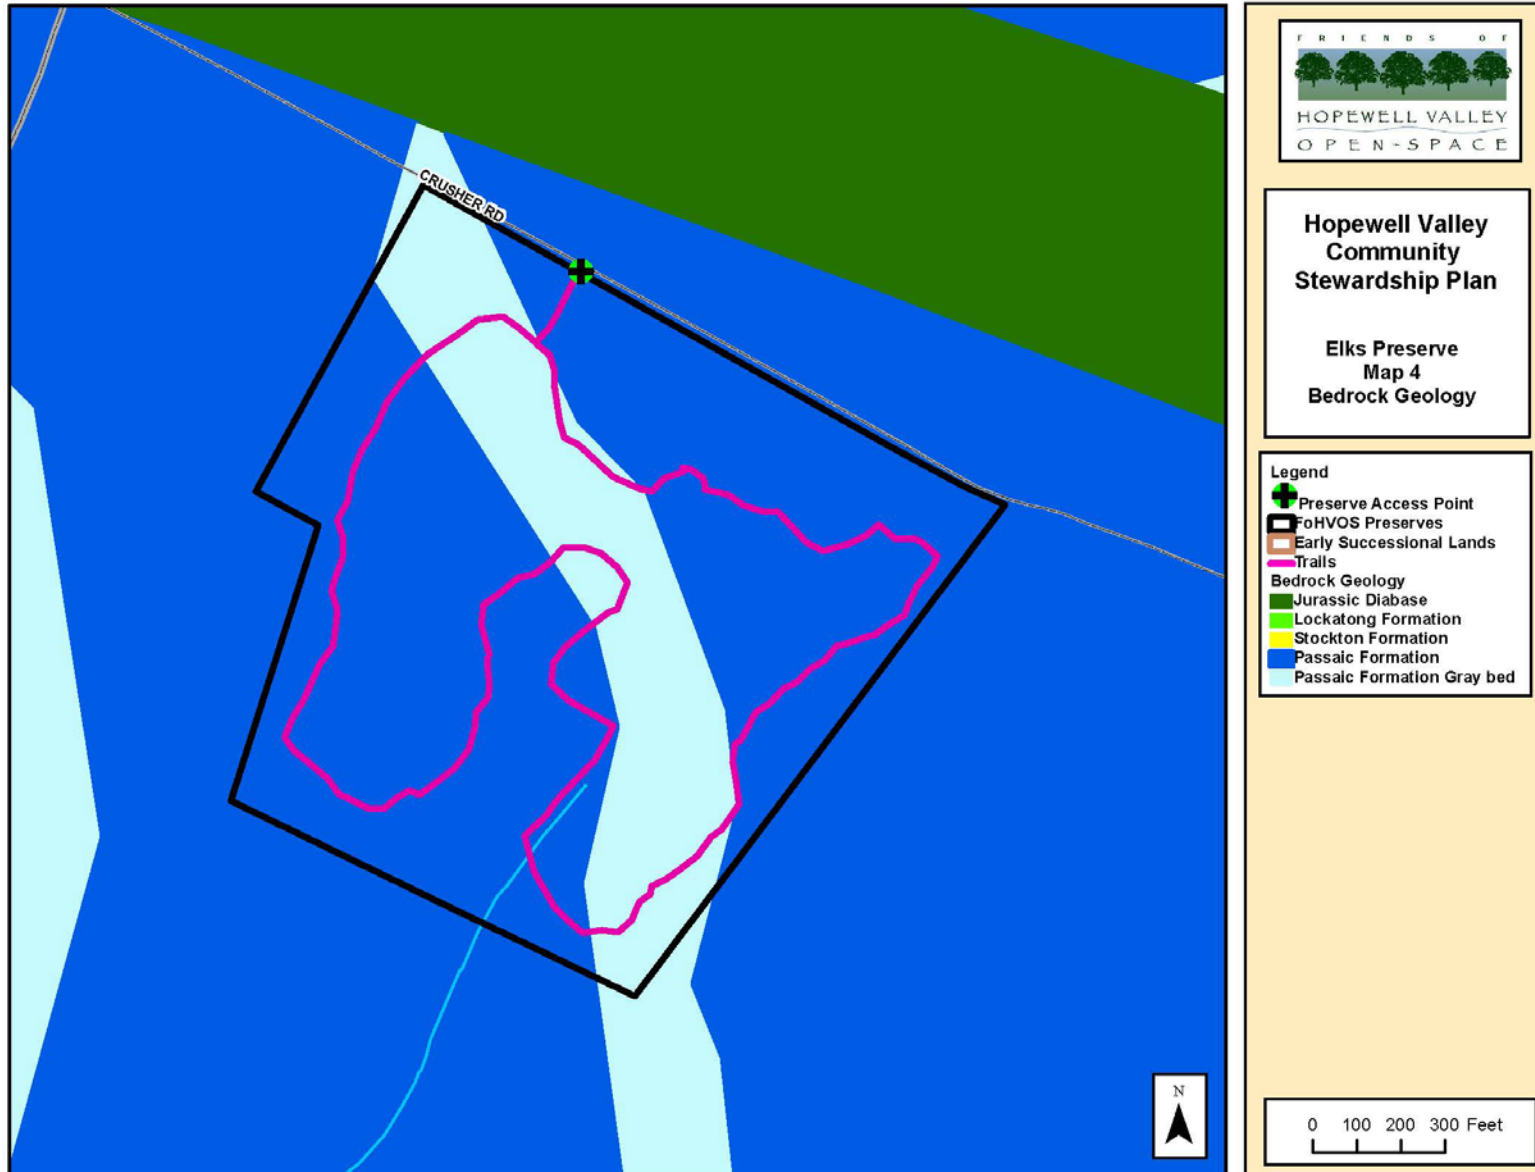 CRUSHER RD
N
FRIENDS OF
HOPEWELL VALLEY
OPEN-SPACE
Hopewell Valley
Community
Stewardship Plan
Elks Preserve
Map 4
Bedrock Geology
Legend
Preserve Access Point
FoHVOS Preserves
Early Successional Lands
Trails
Bedrock Geology
Jurassic Diabase
Lockatong Formation
Stockton Formation
Passaic Formation
Passaic Formation Gray bed
0 100 200 300 Feet